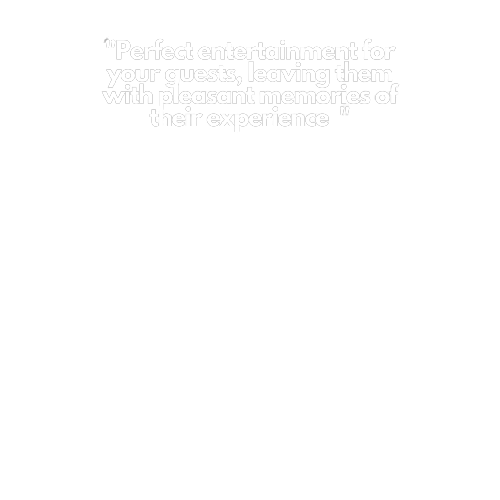 "Perfect entertainment for
your guests, leaving them
with pleasant memories of
their experience "